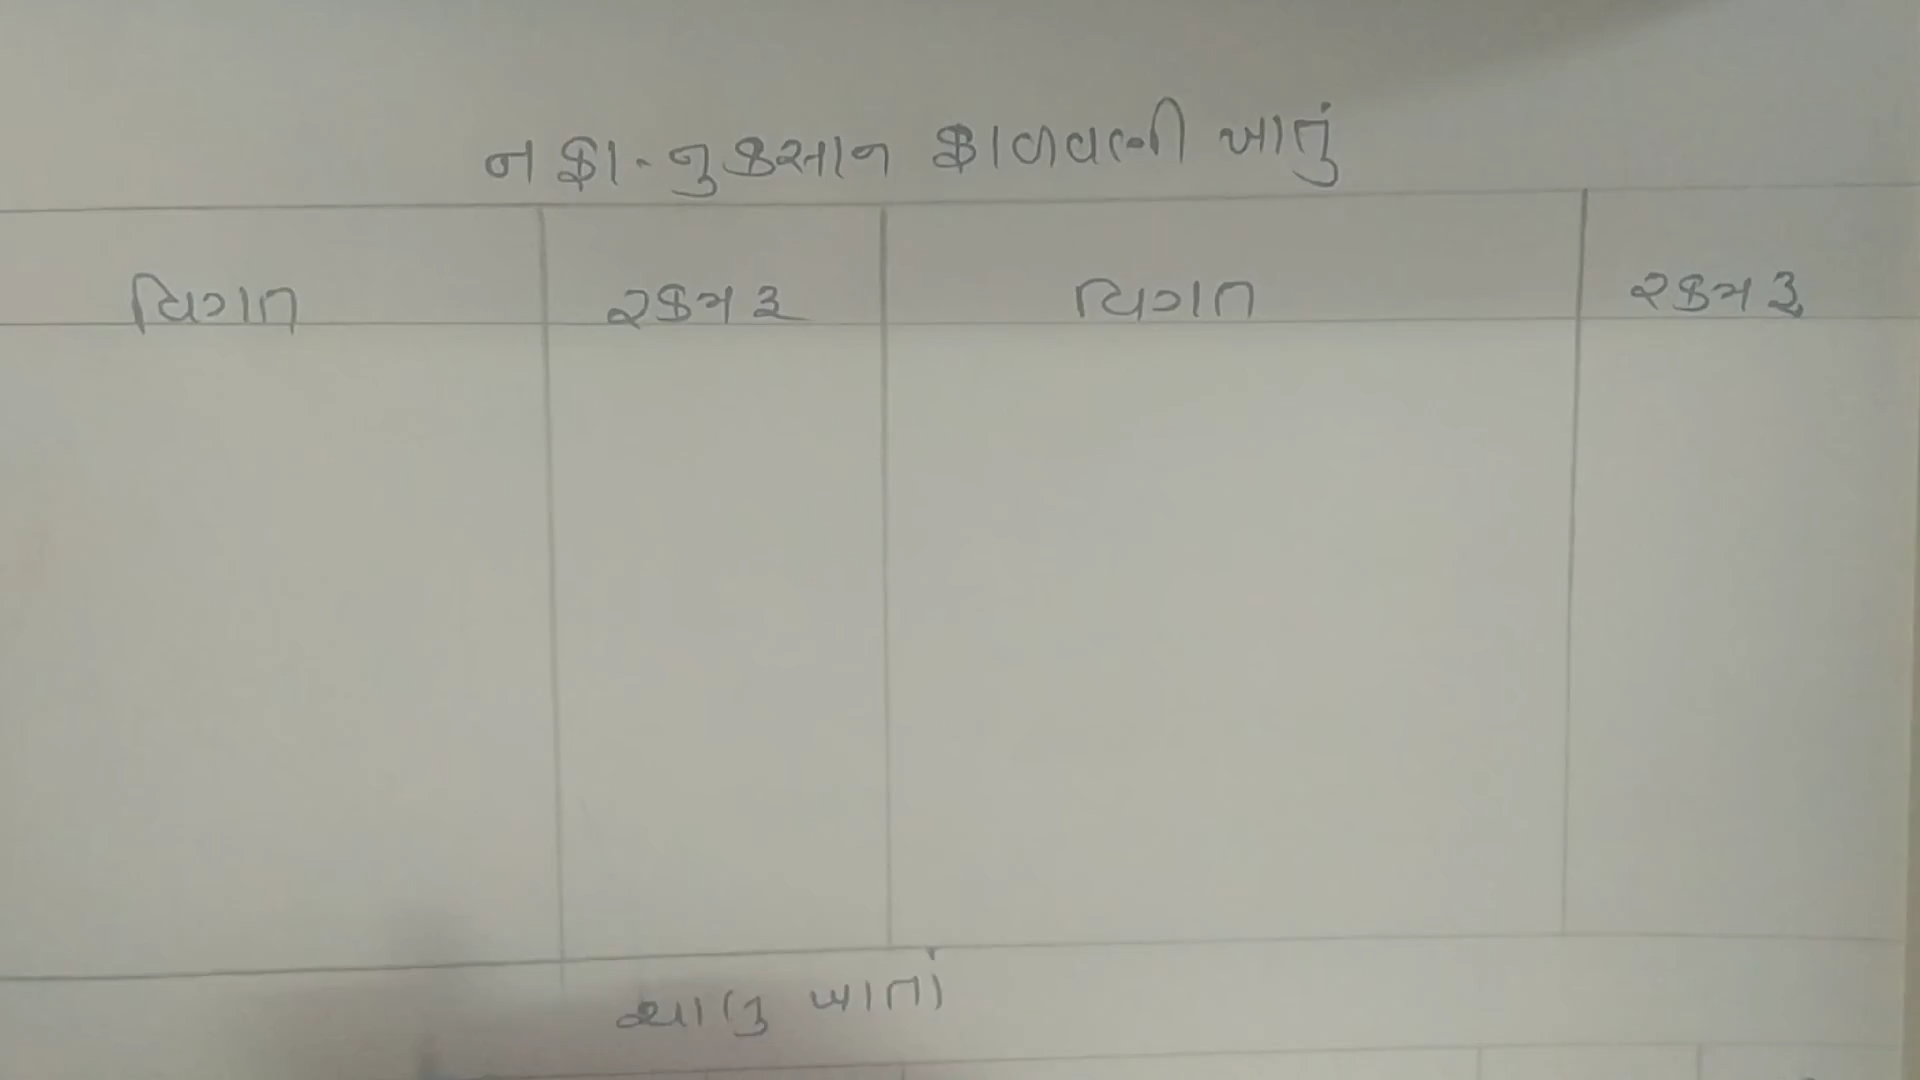 નફા-નુકસાન ફાળવણી ખાતું
વિગત રકમ રૂ વિગત રકમ રૂ
ચાલુ ખાતાં